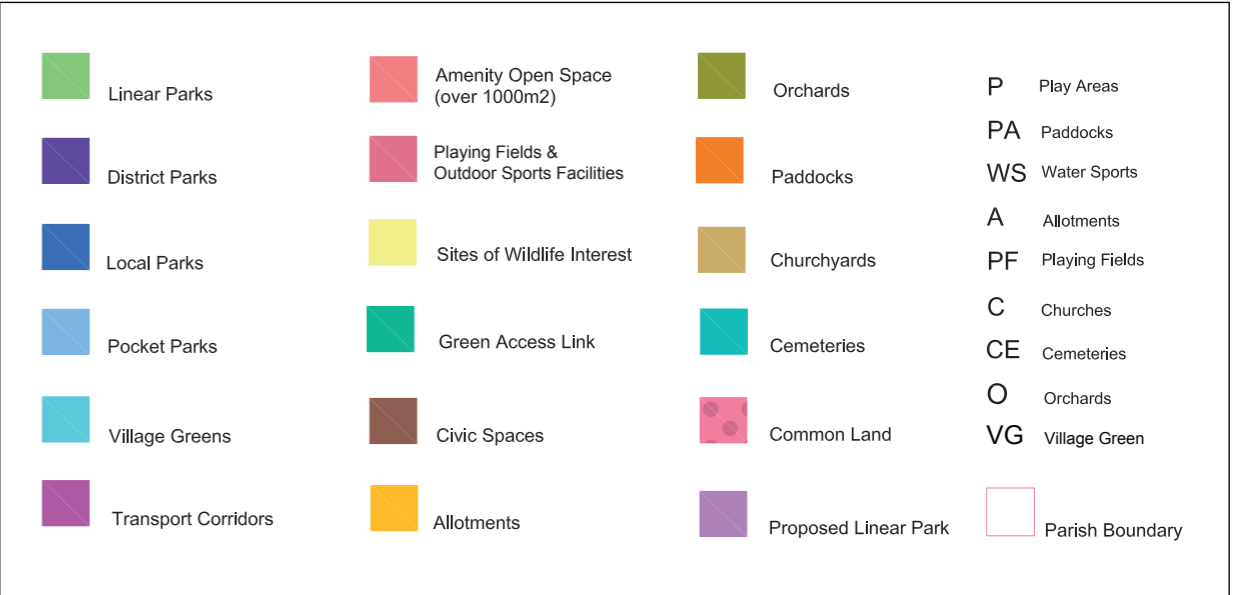 Linear Parks
District Parks
Local Parks
Pocket Parks
Village Greens
Transport Corridors
Amenity Open Space
(over 1000m2)
Playing Fields &
Outdoor Sports Facilities
Sites of Wildlife Interest
Green Access Link
Civic Spaces
Allotments
Orchards
Paddocks
Churchyards
Cemeteries
Common Land
Proposed Linear Park
P Play Areas
PA Paddocks
WS Water Sports
A Allotments
PF Playing Fields
C Churches
CE Cemeteries
O Orchards
VG Village Green
Parish Boundary